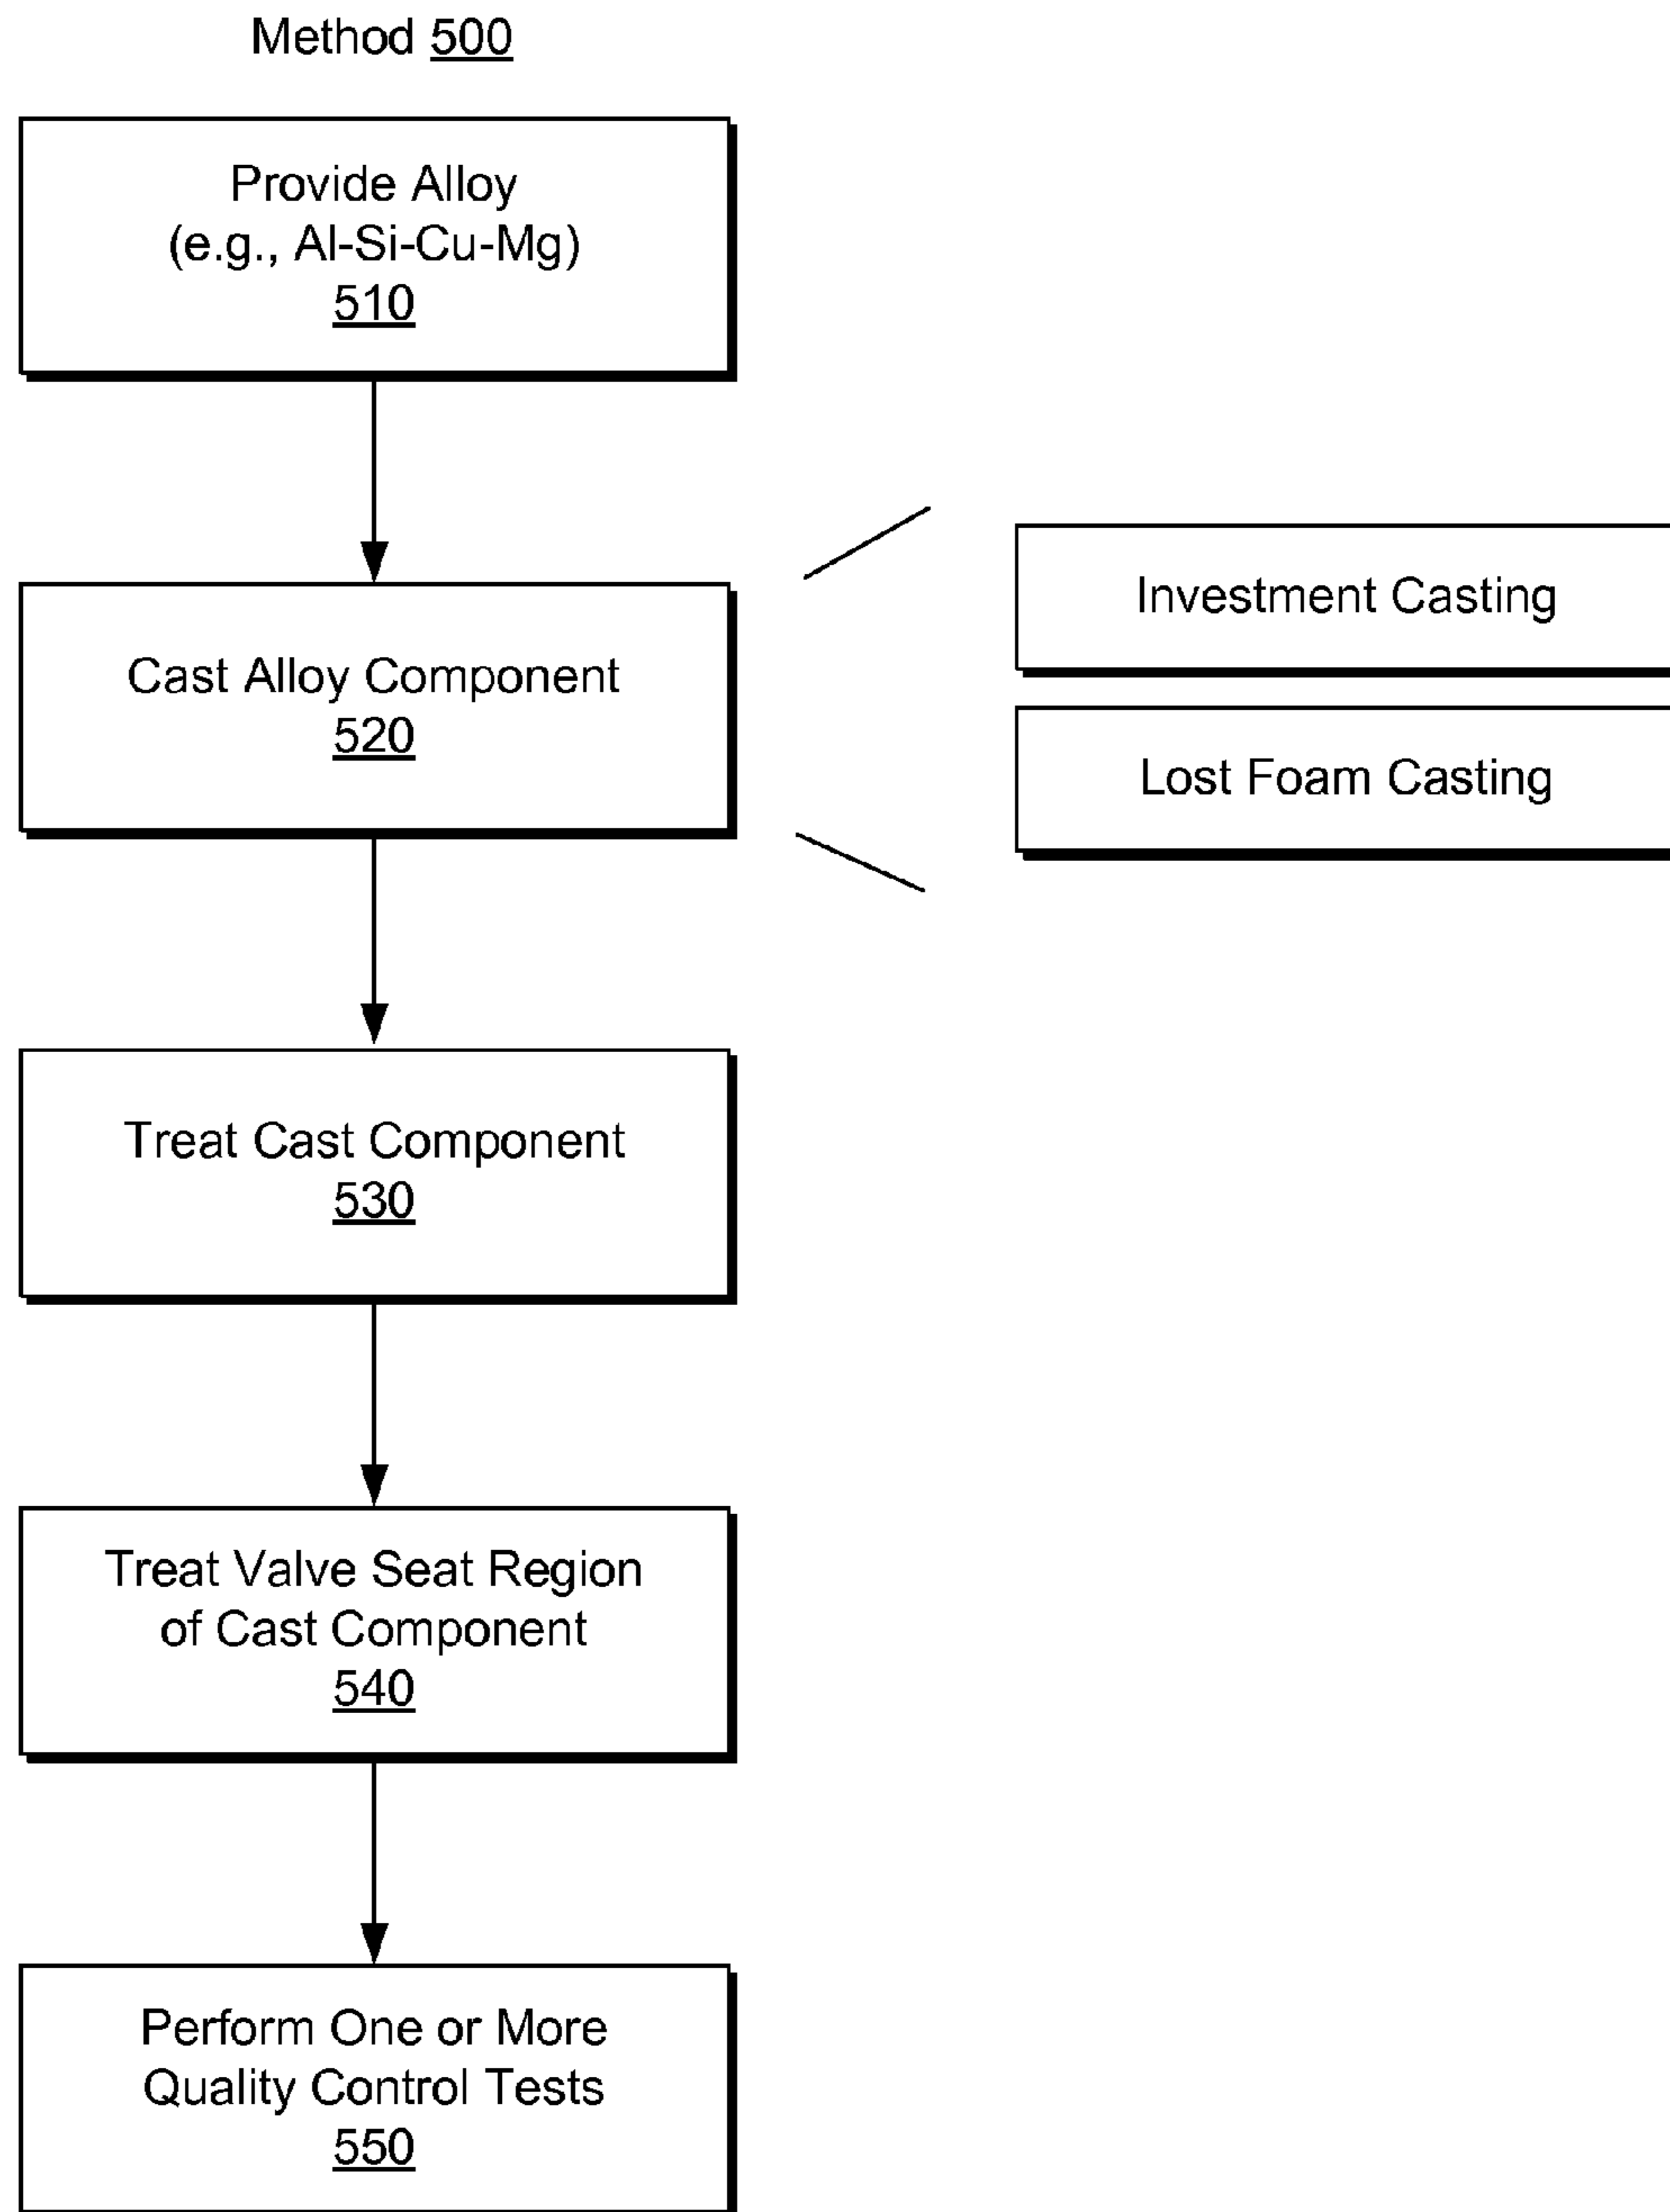 Method 500
Provide Alloy
(e.g., Al-Si-Cu-Mg)
510
Cast Alloy Component
520
Investment Casting
Lost Foam Casting
Treat Cast Component
530
Treat Valve Seat Region
of Cast Component
540
Perform One or More
Quality Control Tests
550